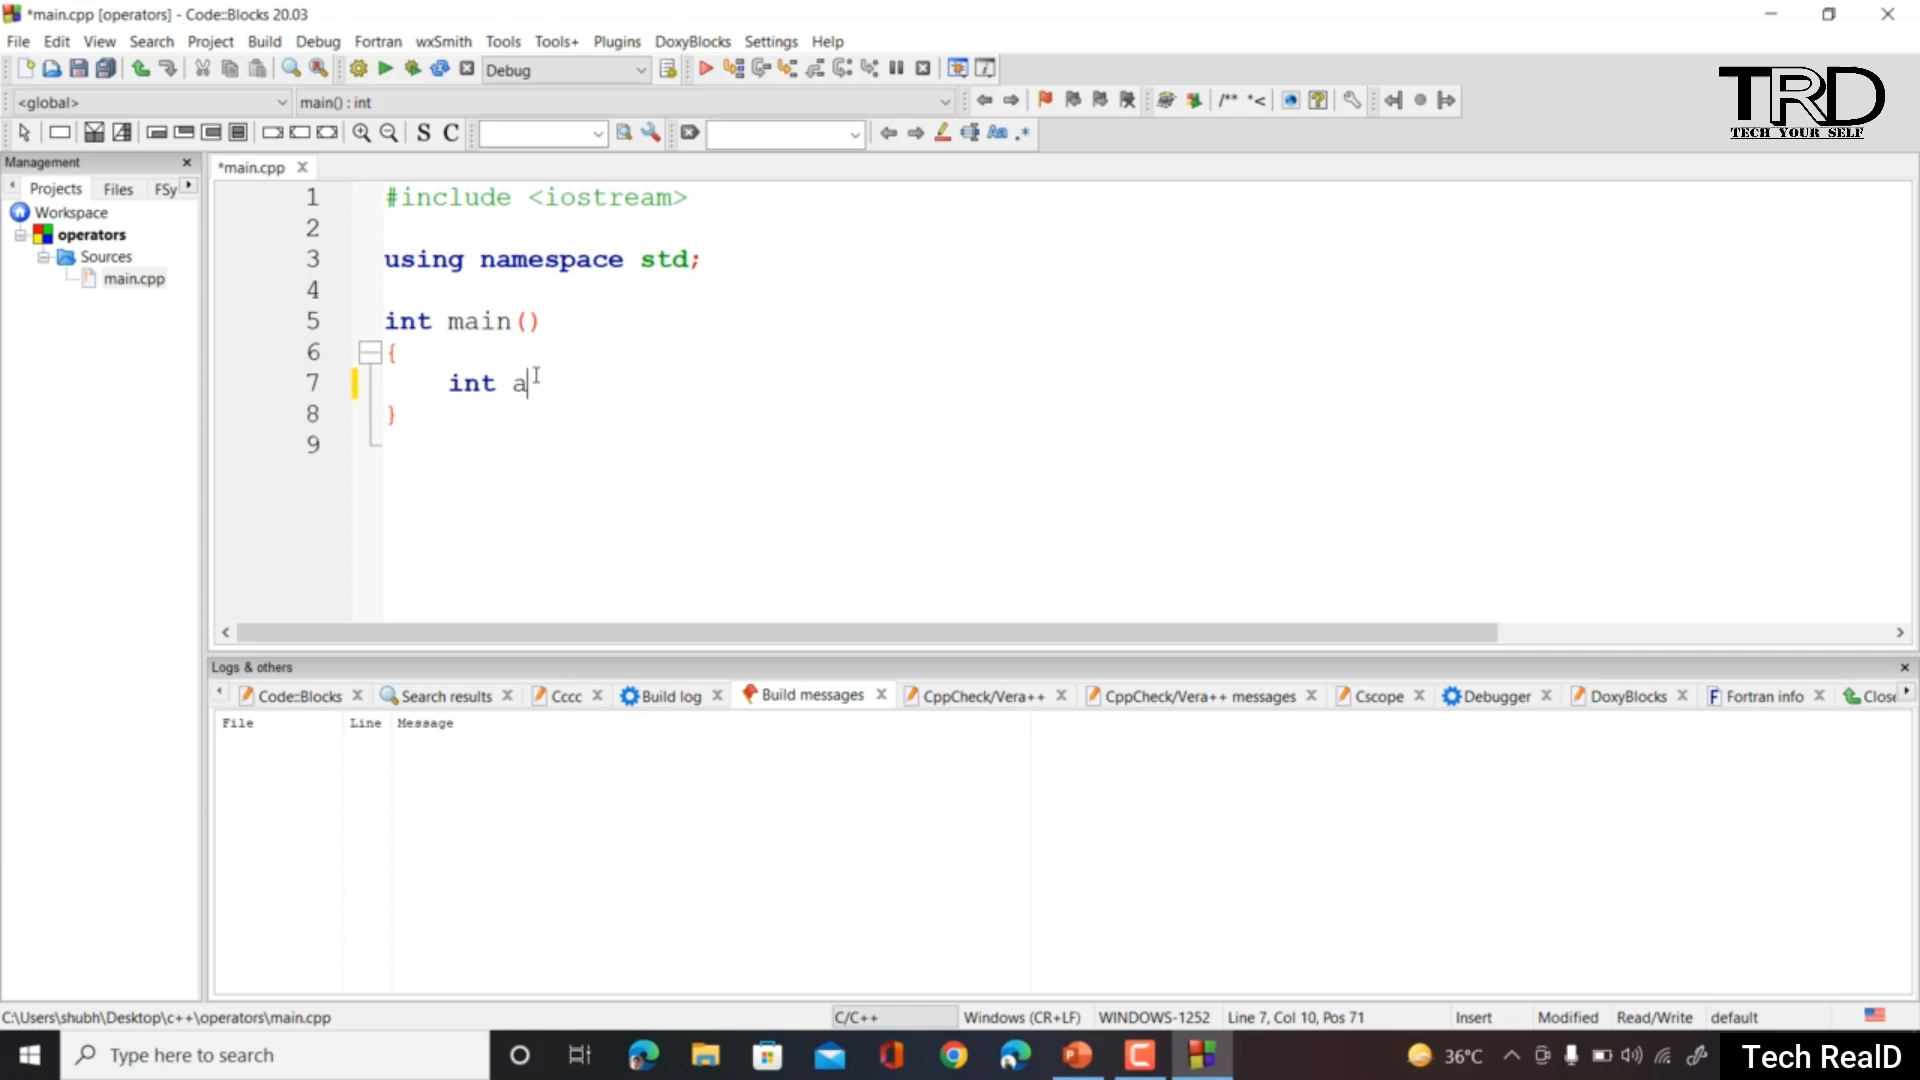 *main.cpp [operators] - Code::Blocks 20.03
File Edit View Search Project Build Debug Fortran wxSmith Tools Tools+ Plugins DoxyBlocks Settings Help
Debug
<global> main() : int
/** *<
S C Aa .*
TRD
TECH YOUR SELF
Management
*main.cpp
Projects Files FSy
Workspace
operators
Sources
main.cpp
1 #include <iostream>
2
3 using namespace std;
4
5 int main()
6 {
7 int a
8 }
9
Logs & others
Code::Blocks Search results Cccc Build log Build messages CppCheck/Vera++ CppCheck/Vera++ messages Cscope Debugger DoxyBlocks Fortran info Close
File Line Message
C:\Users\shubh\Desktop\c++\operators\main.cpp C/C++ Windows (CR+LF) WINDOWS-1252 Line 7, Col 10, Pos 71 Insert Modified Read/Write default
Type here to search 36°C Tech RealD